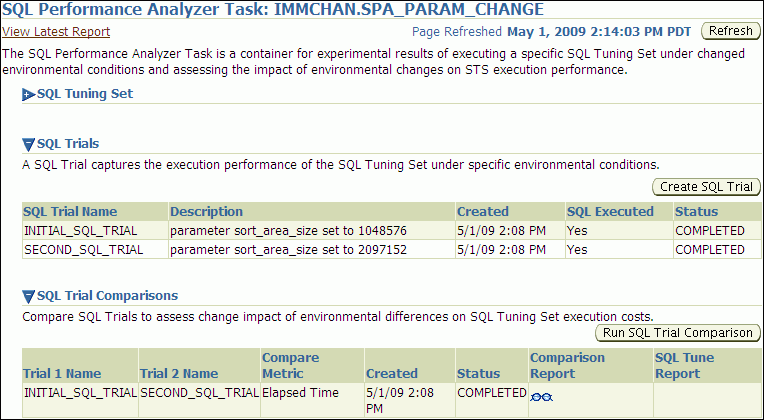 SQL Performance Analyzer Task: IMMCHAN.SPA_PARAM_CHANGE
View Latest Report Page Refreshed May 1, 2009 2:14:03 PM PDT Refresh
The SQL Performance Analyzer Task is a container for experimental results of executing a specific SQL Tuning Set under changed
environmental conditions and assessing the impact of environmental changes on STS execution performance.
SQL Tuning Set
SQL Trials
A SQL Trial captures the execution performance of the SQL Tuning Set under specific environmental conditions.
Create SQL Trial
SQL Trial Name Description Created SQL Executed Status
INITIAL_SQL_TRIAL parameter sort_area_size set to 1048576 5/1/09 2:08 PM Yes COMPLETED
SECOND_SQL_TRIAL parameter sort_area_size set to 2097152 5/1/09 2:08 PM Yes COMPLETED
SQL Trial Comparisons
Compare SQL Trials to assess change impact of environmental differences on SQL Tuning Set execution costs.
Run SQL Trial Comparison
Compare Comparison SQL Tune
Trial 1 Name Trial 2 Name Metric Created Status Report Report
INITIAL_SQL_TRIAL SECOND_SQL_TRIAL Elapsed Time 5/1/09 2:08 COMPLETED
PM